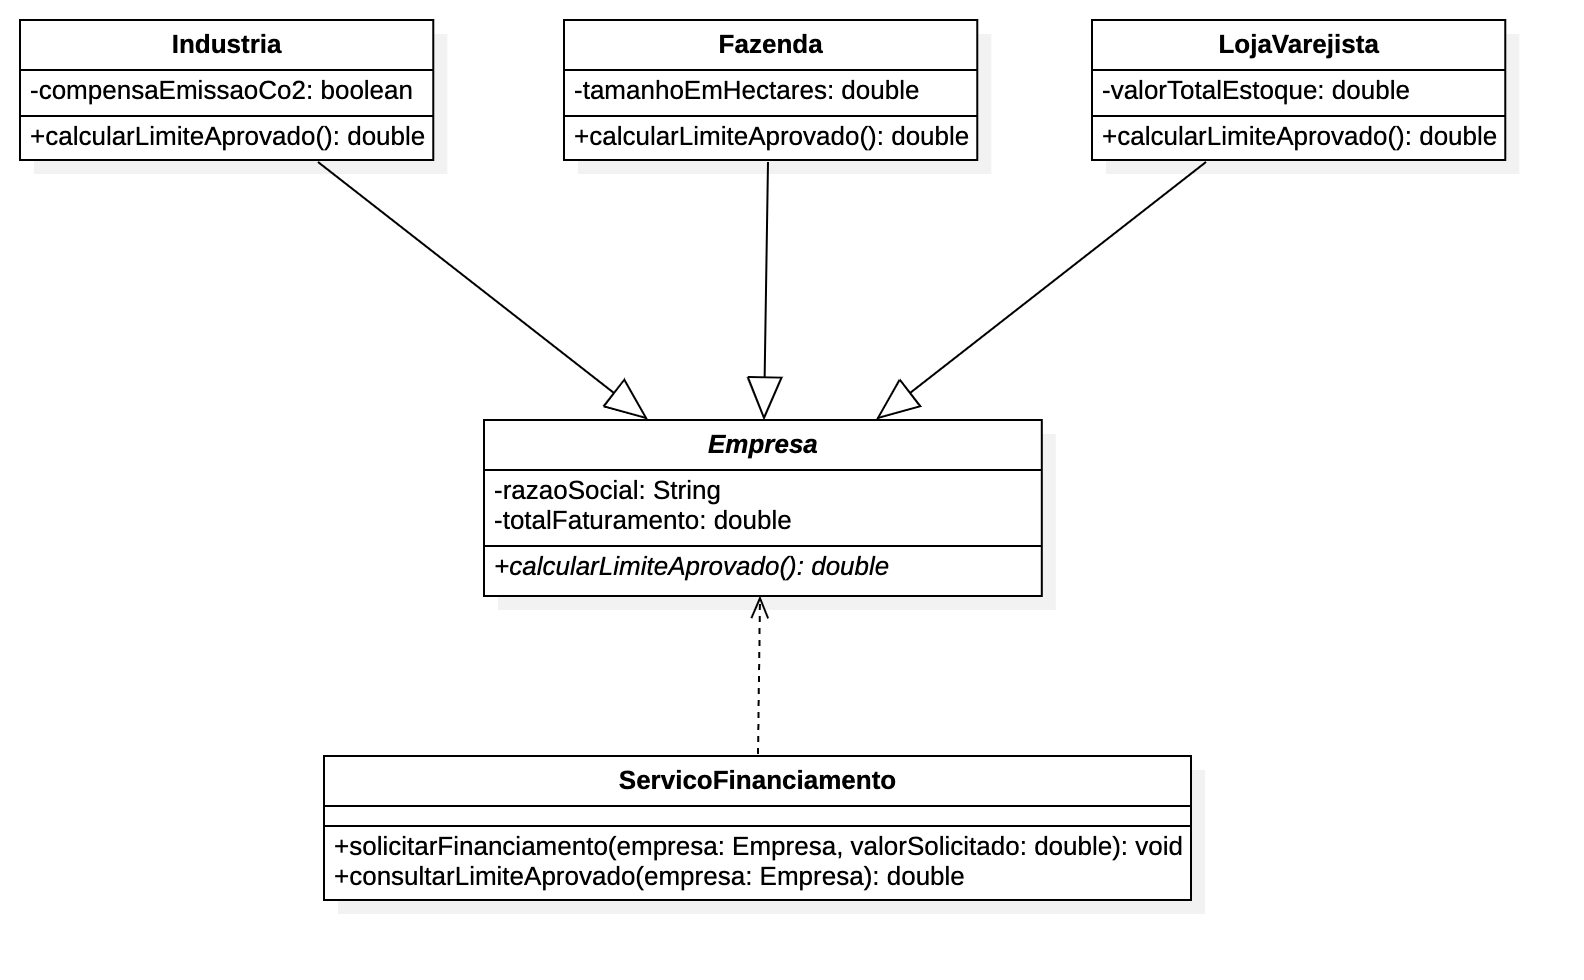 Industria
-compensaEmissaoCo2: boolean
+calcularLimiteAprovado(): double
Fazenda
-tamanhoEmHectares: double
+calcularLimiteAprovado(): double
LojaVarejista
-valorTotalEstoque: double
+calcularLimiteAprovado(): double
Empresa
-razaoSocial: String
-totalFaturamento: double
+calcularLimiteAprovado(): double
ServicoFinanciamento
+solicitarFinanciamento(empresa: Empresa, valorSolicitado: double): void
+consultarLimiteAprovado(empresa: Empresa): double